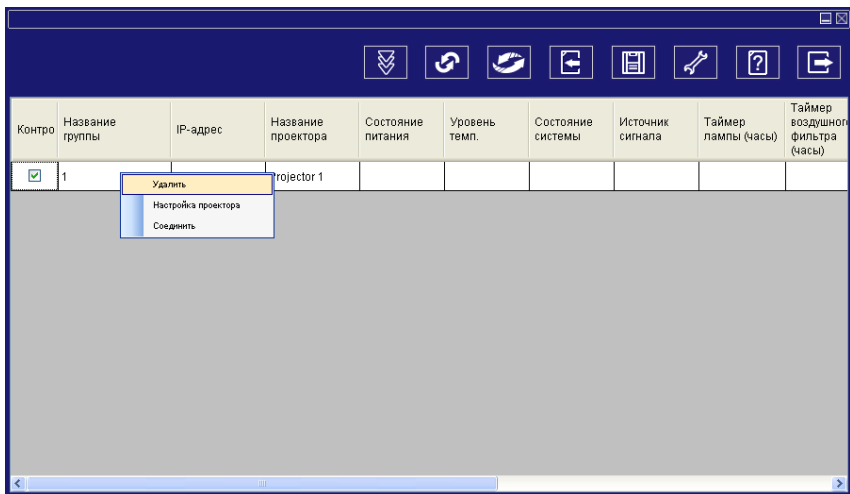 Контро
Название
группы
IP-адрес
Название
проектора
Состояние
питания
Уровень
темп.
Состояние
системы
Источник
сигнала
Таймер
лампы (часы)
Таймер
воздушног
фильтра
(часы)
1
Projector 1
Удалить
Настройка проектора
Соединить